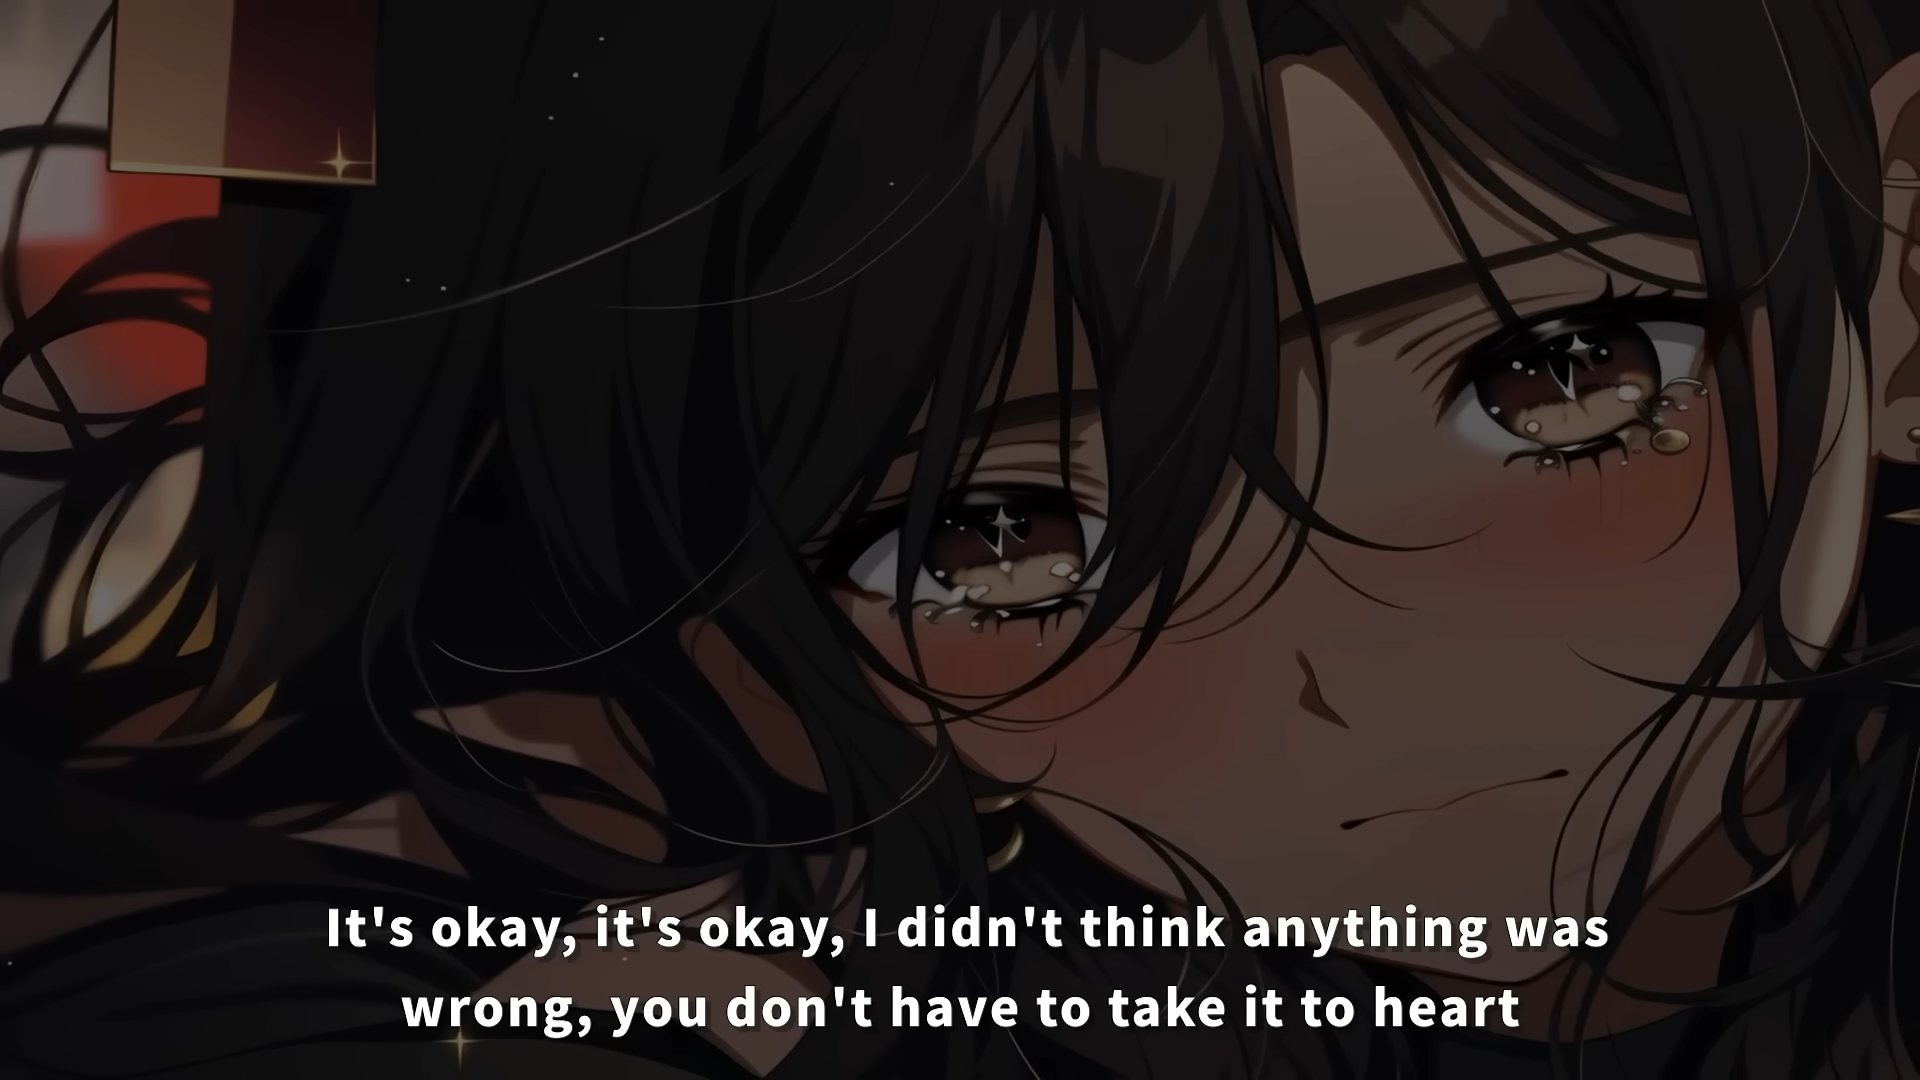 It's okay, it's okay, I didn't think anything was
wrong, you don't have to take it to heart